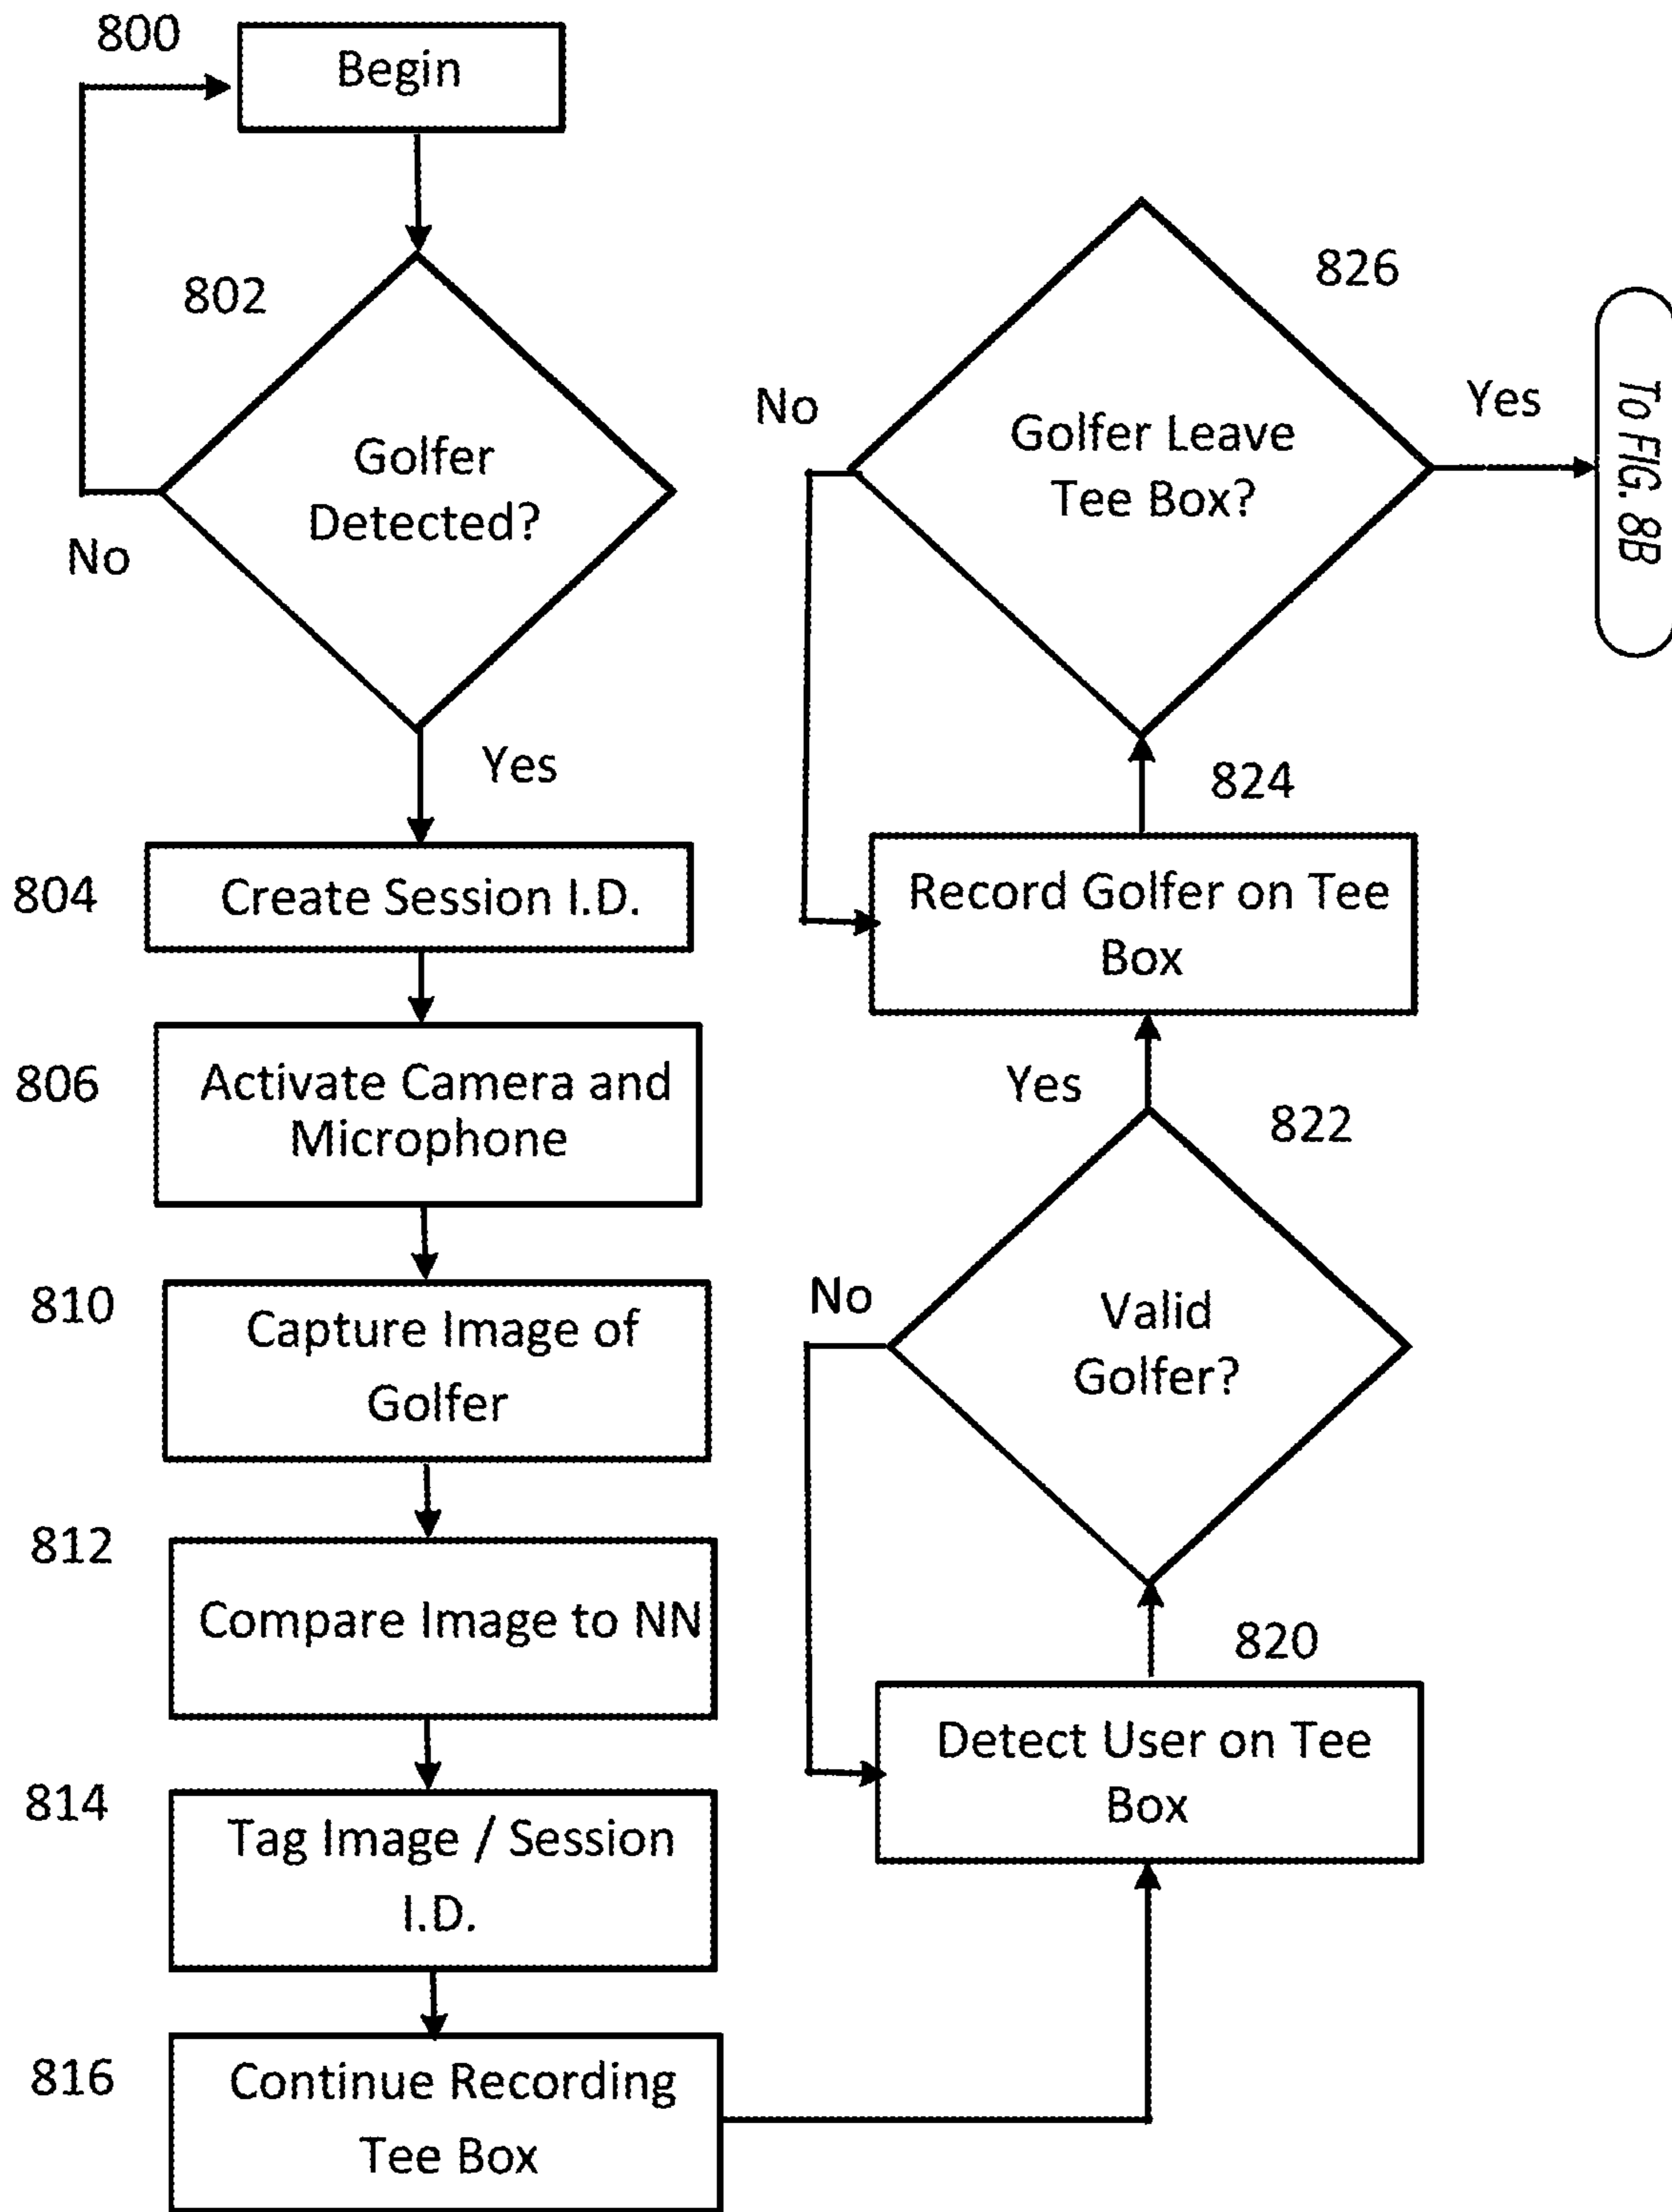 800
Begin
802
Golfer
Detected?
No
Yes
804
Create Session I.D.
806
Activate Camera and
Microphone
810
Capture Image of
Golfer
812
Compare Image to NN
814
Tag Image / Session
I.D.
816
Continue Recording
Tee Box
820
Detect User on Tee
Box
822
Valid
Golfer?
No
Yes
824
Record Golfer on Tee
Box
826
Golfer Leave
Tee Box?
No
Yes
To FIG. 8B